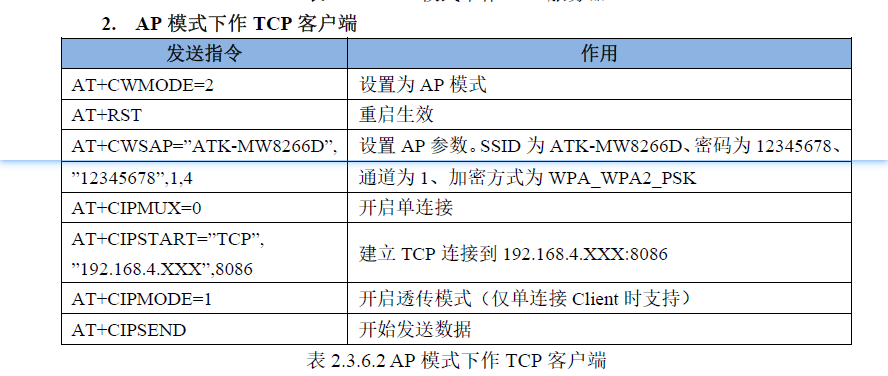 2. AP 模式下作 TCP 客户端
发送指令 作用
AT+CWMODE=2 设置为 AP 模式
AT+RST 重启生效
AT+CWSAP=”ATK-MW8266D”, 设置 AP 参数。SSID 为 ATK-MW8266D、密码为 12345678、
”12345678”,1,4 通道为 1、加密方式为 WPA_WPA2_PSK
AT+CIPMUX=0 开启单连接
AT+CIPSTART=”TCP”,
”192.168.4.XXX”,8086 建立 TCP 连接到 192.168.4.XXX:8086
AT+CIPMODE=1 开启透传模式（仅单连接 Client 时支持）
AT+CIPSEND 开始发送数据
表 2.3.6.2 AP 模式下作 TCP 客户端